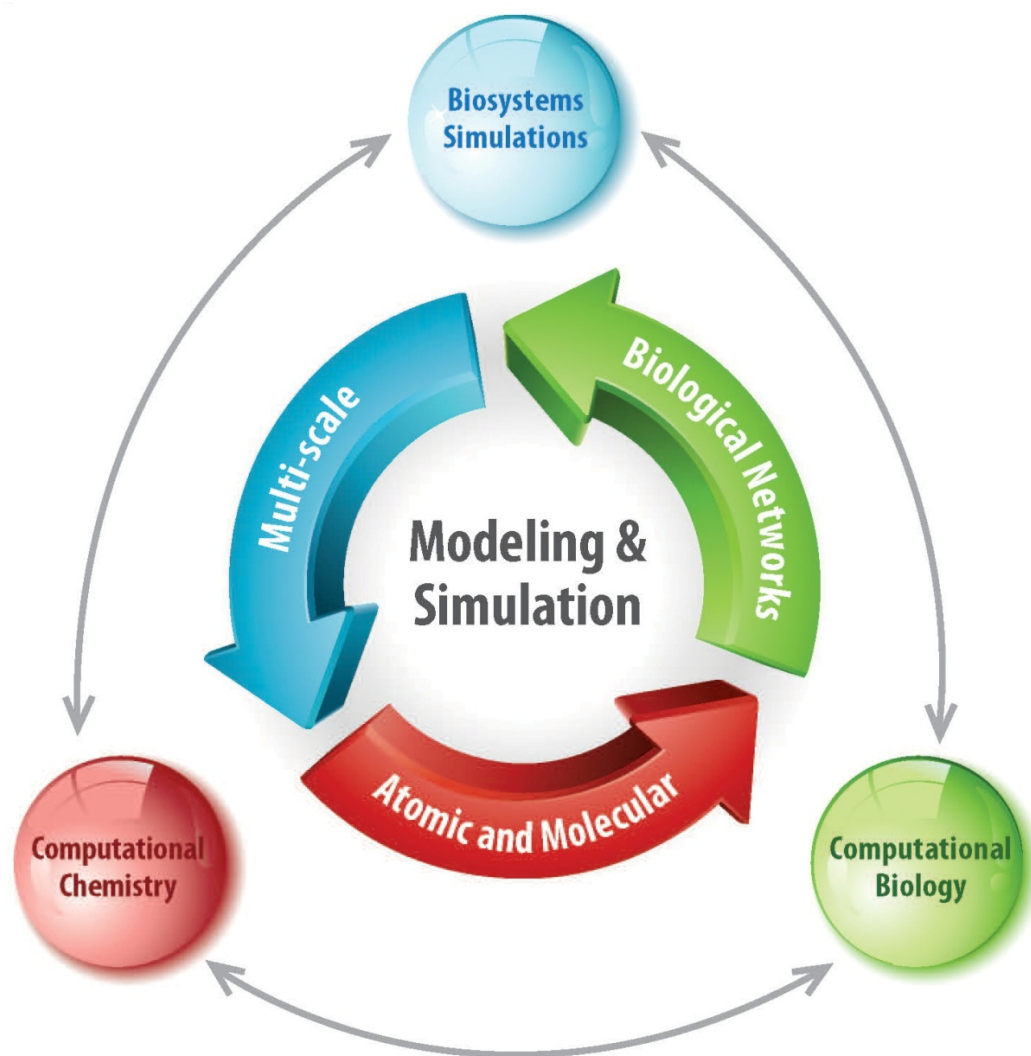 Biosystems
Simulations
Multi-scale
Biological Networks
Modeling &
Simulation
Atomic and Molecular
Computational
Chemistry
Computational
Biology